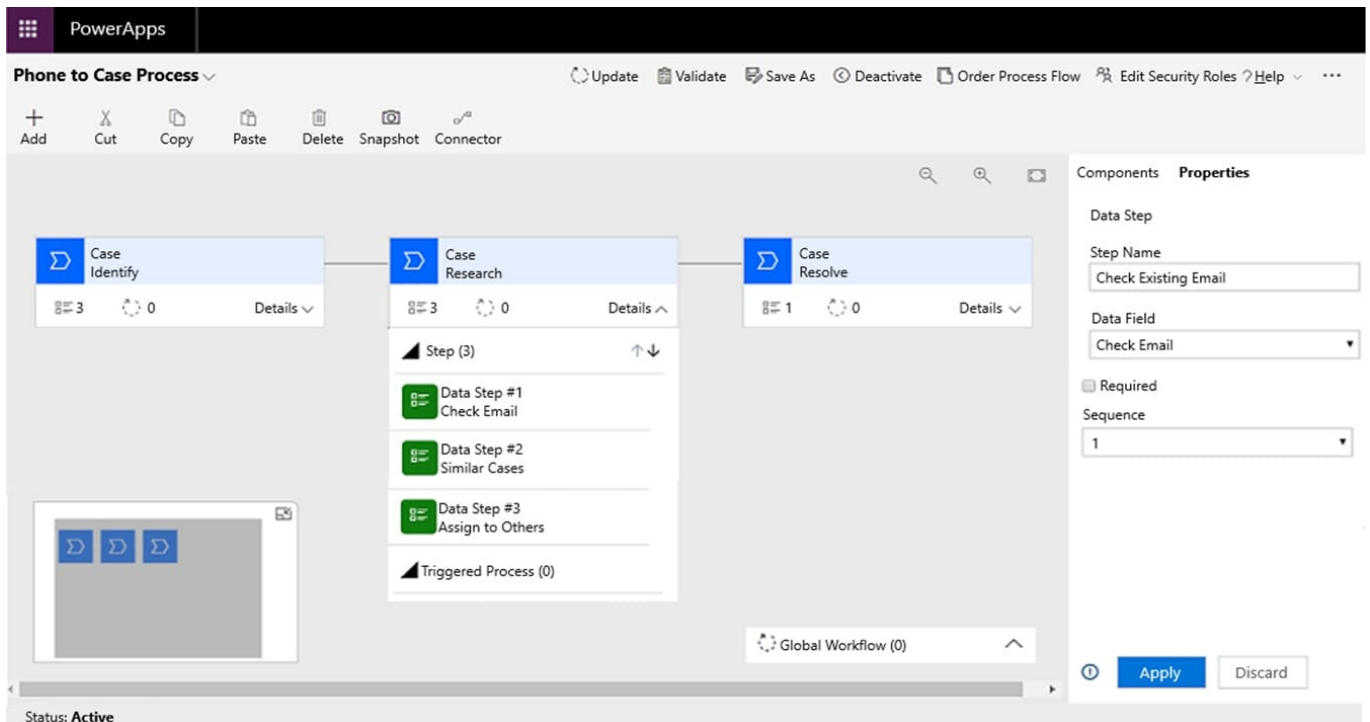 PowerApps
Phone to Case Process
Update Validate Save As Deactivate Order Process Flow Edit Security Roles ? Help ...
Add Cut Copy Paste Delete Snapshot Connector
Components Properties
Data Step
Step Name
Check Existing Email
Data Field
Check Email
Required
Sequence
1
Case
Identify
3 0 Details
Case
Research
3 0 Details
Step (3)
Data Step #1
Check Email
Data Step #2
Similar Cases
Data Step #3
Assign to Others
Triggered Process (0)
Case
Resolve
1 0 Details
Global Workflow (0)
Apply Discard
Status: Active